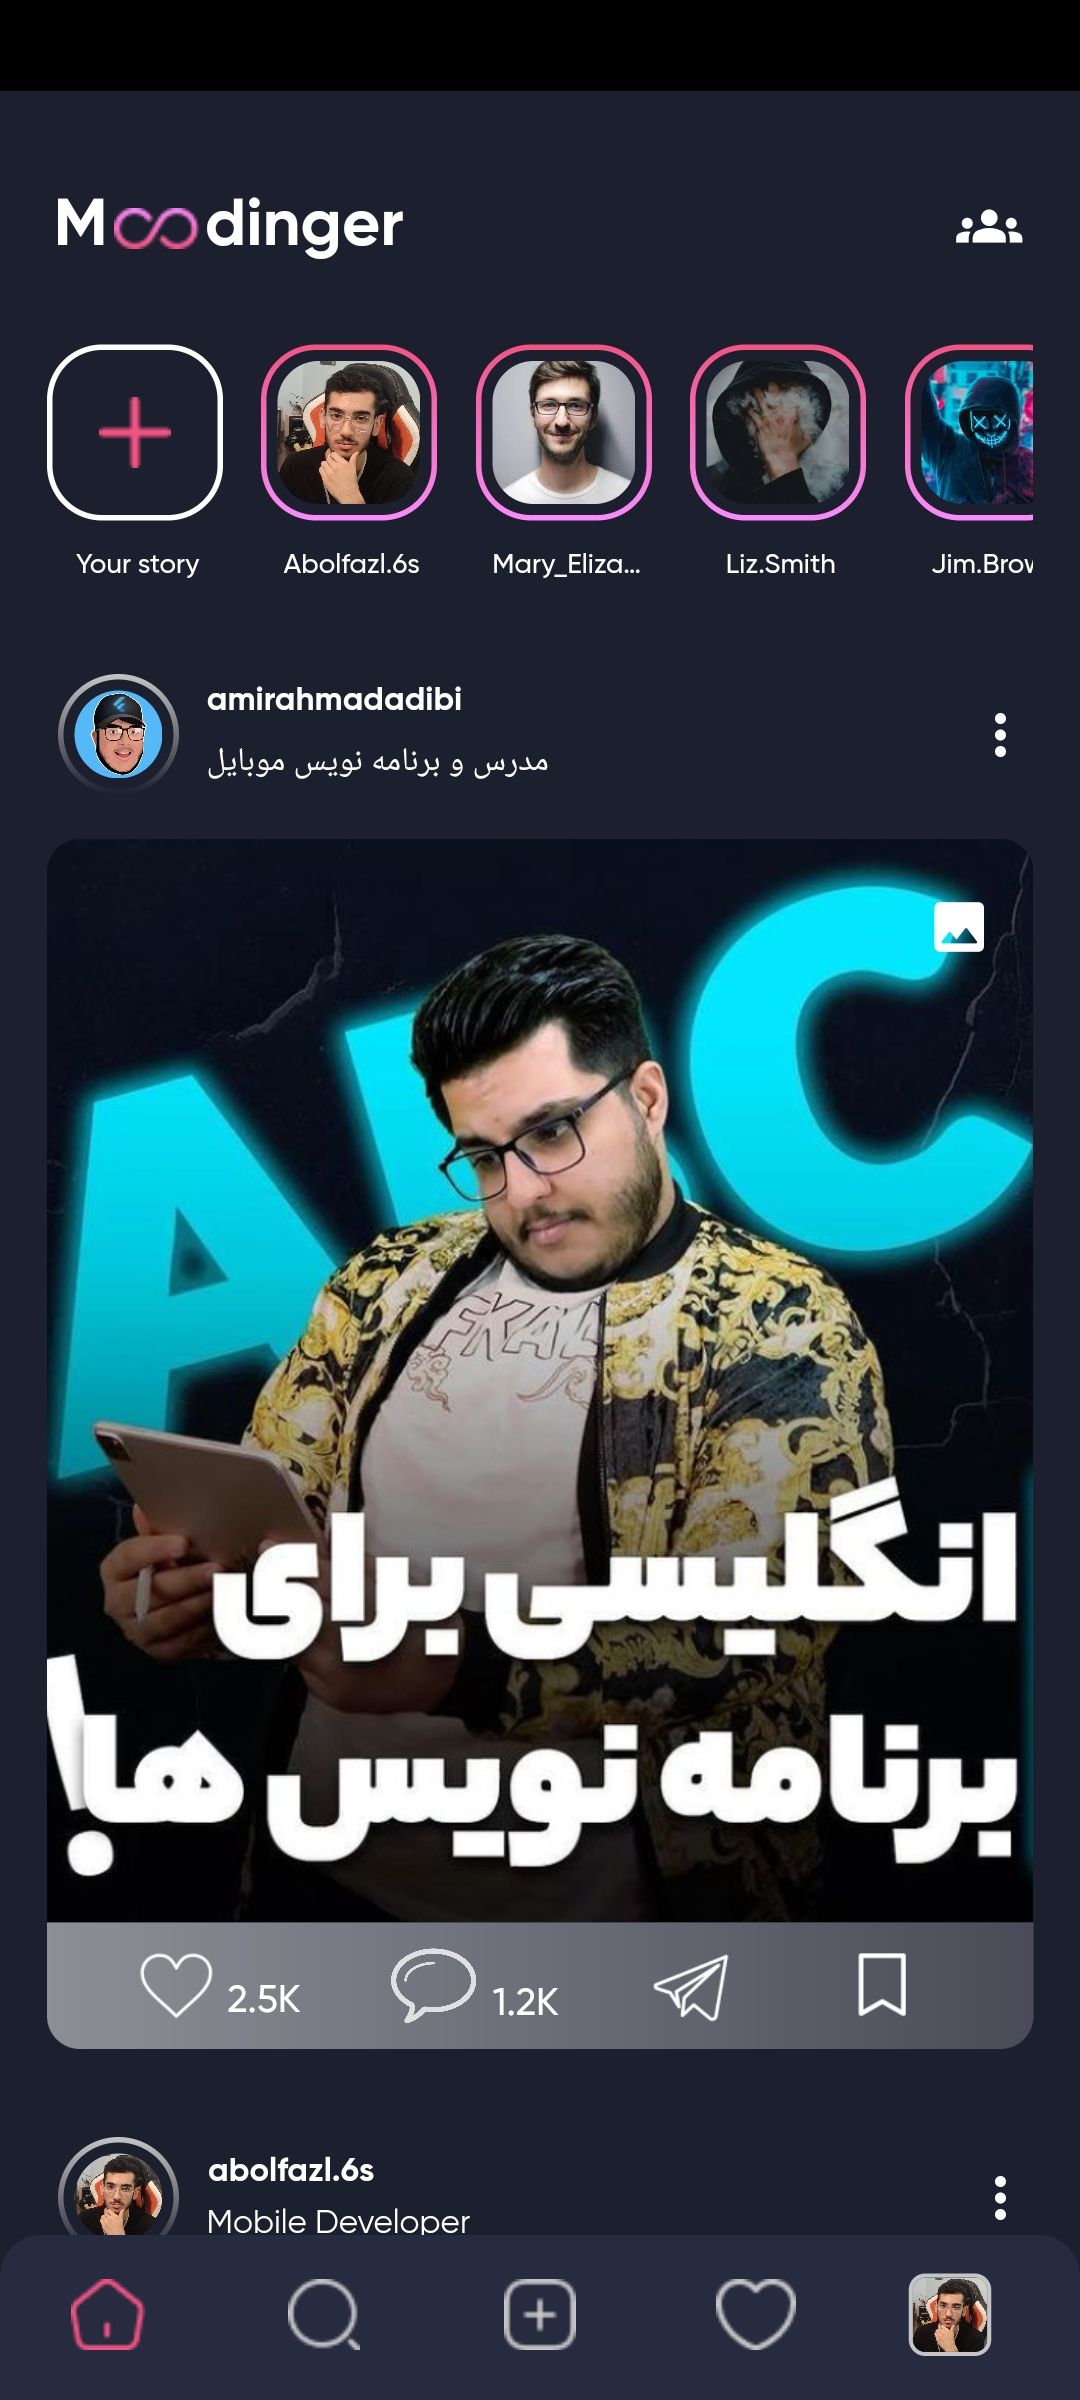 Moodinger
Your story
Abolfazl.6s
Mary_Eliza...
Liz.Smith
Jim.Brow
amirahmadadibi
مدرس و برنامه نویس موبایل
ABC
انگلیسی برای
برنامه نویس ها!
2.5K
1.2K
abolfazl.6s
Mobile Developer